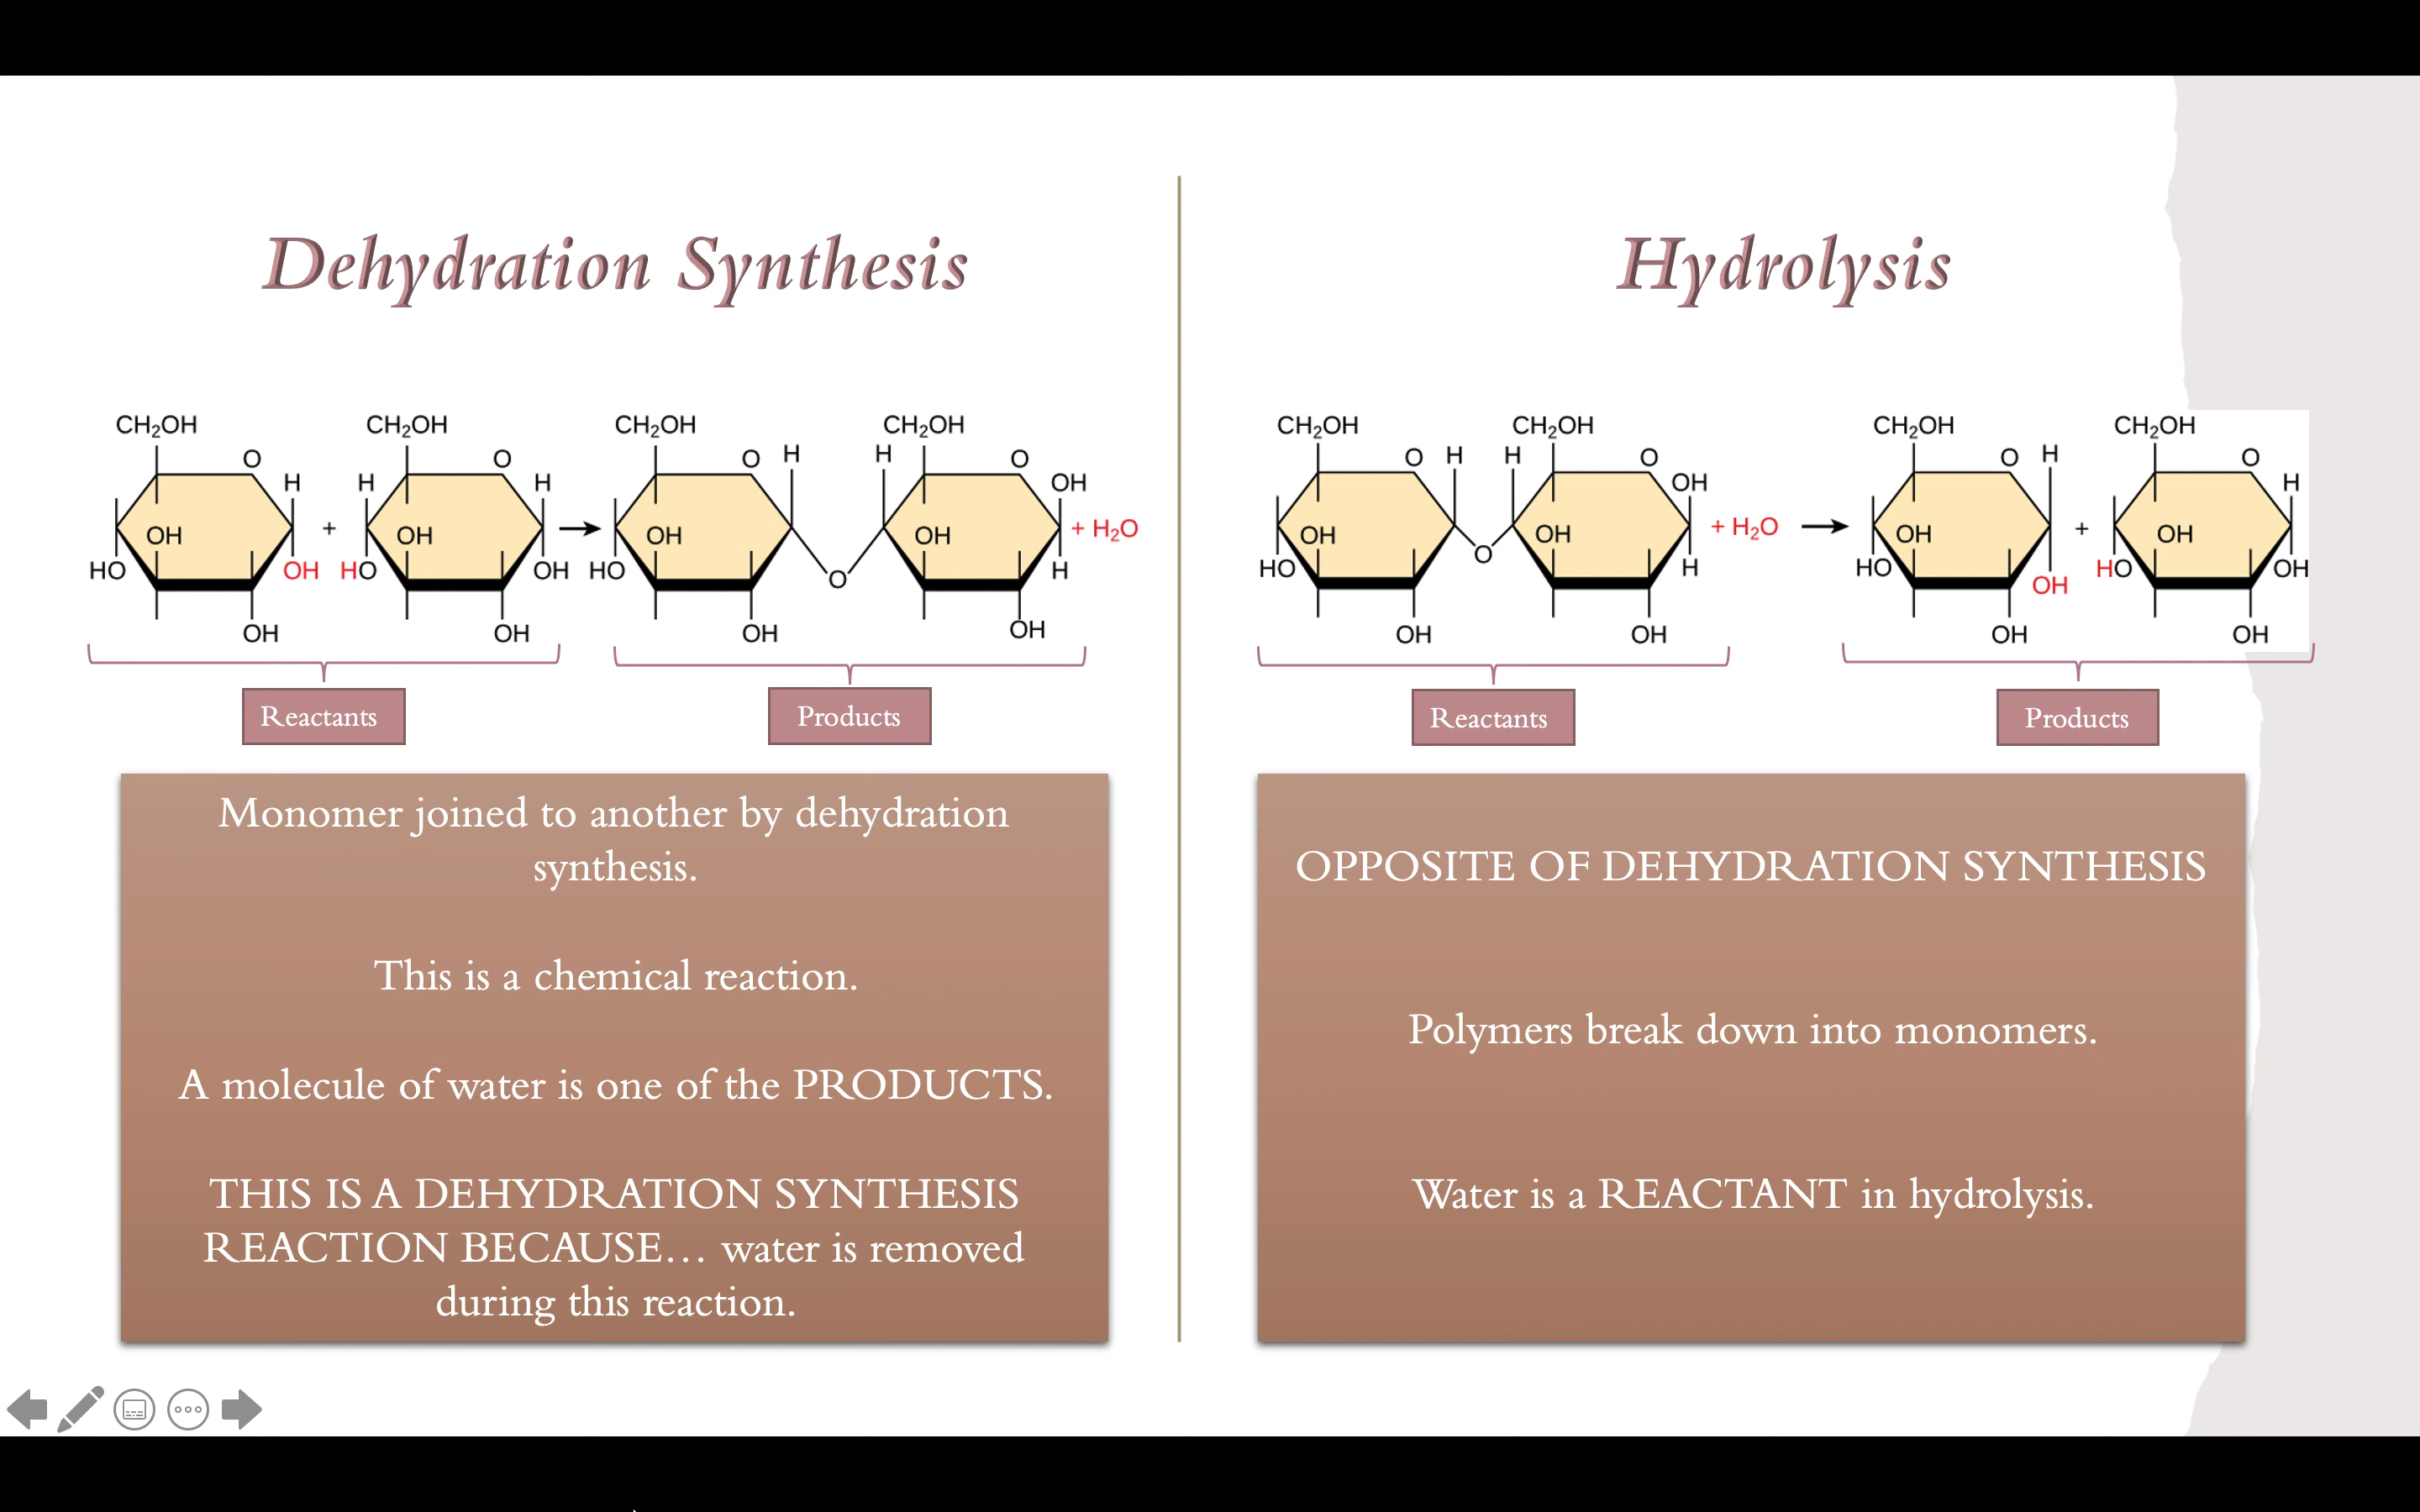 Dehydration Synthesis
CH₂OH CH₂OH CH₂OH CH₂OH
O O O O
H H H H H OH
OH + OH → OH OH + H₂O
HO OH HO OH HO O H
OH OH OH OH
Reactants Products
Monomer joined to another by dehydration
synthesis.
This is a chemical reaction.
A molecule of water is one of the PRODUCTS.
THIS IS A DEHYDRATION SYNTHESIS
REACTION BECAUSE... water is removed
during this reaction.
Hydrolysis
CH₂OH CH₂OH CH₂OH CH₂OH
O H H O O H O
OH H
OH OH + H₂O → OH + OH
HO O H HO OH HO OH
OH OH OH OH
Reactants Products
OPPOSITE OF DEHYDRATION SYNTHESIS
Polymers break down into monomers.
Water is a REACTANT in hydrolysis.